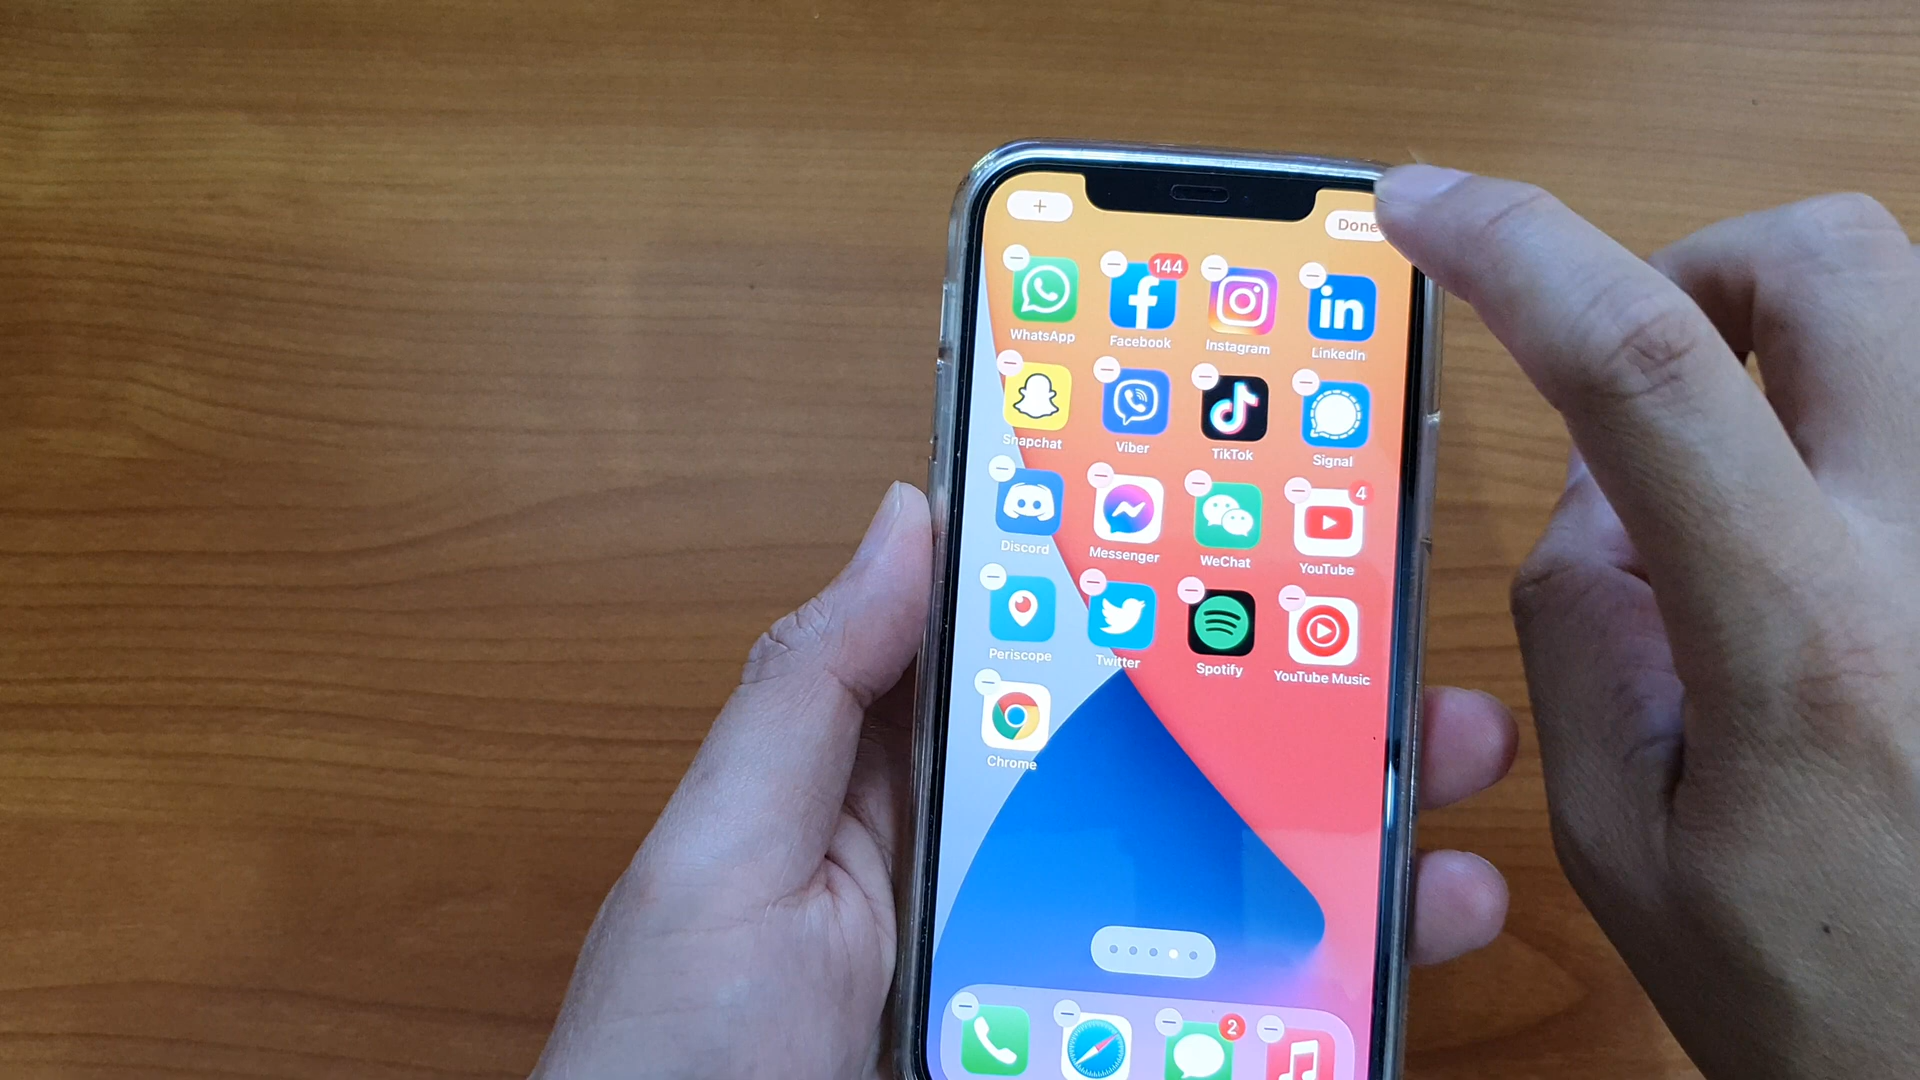 + Done
144
WhatsApp Facebook Instagram LinkedIn
in
Snapchat Viber TikTok Signal
4
Discord Messenger WeChat YouTube
Periscope Twitter Spotify YouTube Music
Chrome
2